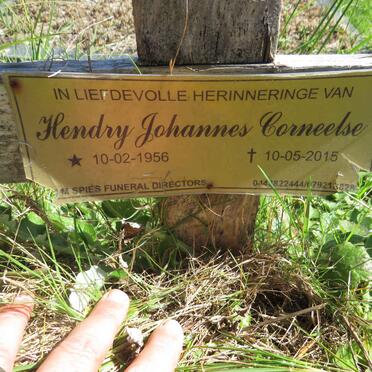 IN LIEFDEVOLLE HERINNERINGE VAN
Hendry Johannes Corneelse
★ 10-02-1956 † 10-05-2015
M SPIES FUNERAL DIRECTORS